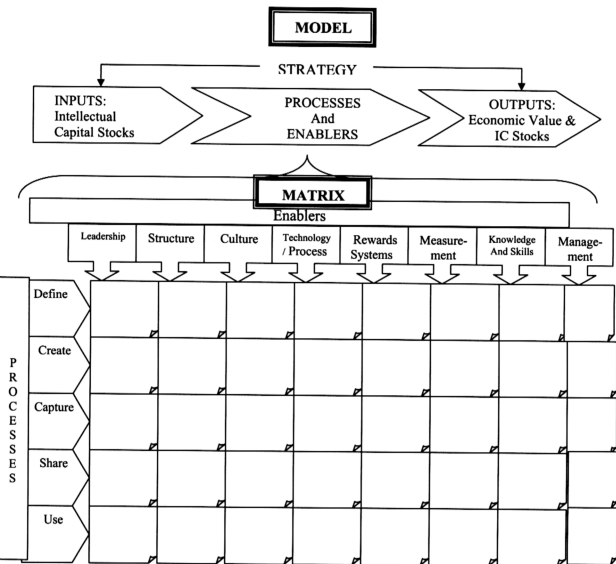 MODEL
STRATEGY
INPUTS:
Intellectual
Capital Stocks
PROCESSES
And
ENABLERS
OUTPUTS:
Economic Value &
IC Stocks
MATRIX
Enablers
Leadership
Structure
Culture
Technology
/ Process
Rewards
Systems
Measure-
ment
Knowledge
And Skills
Manage-
ment
PROCESSES
Define
Create
Capture
Share
Use